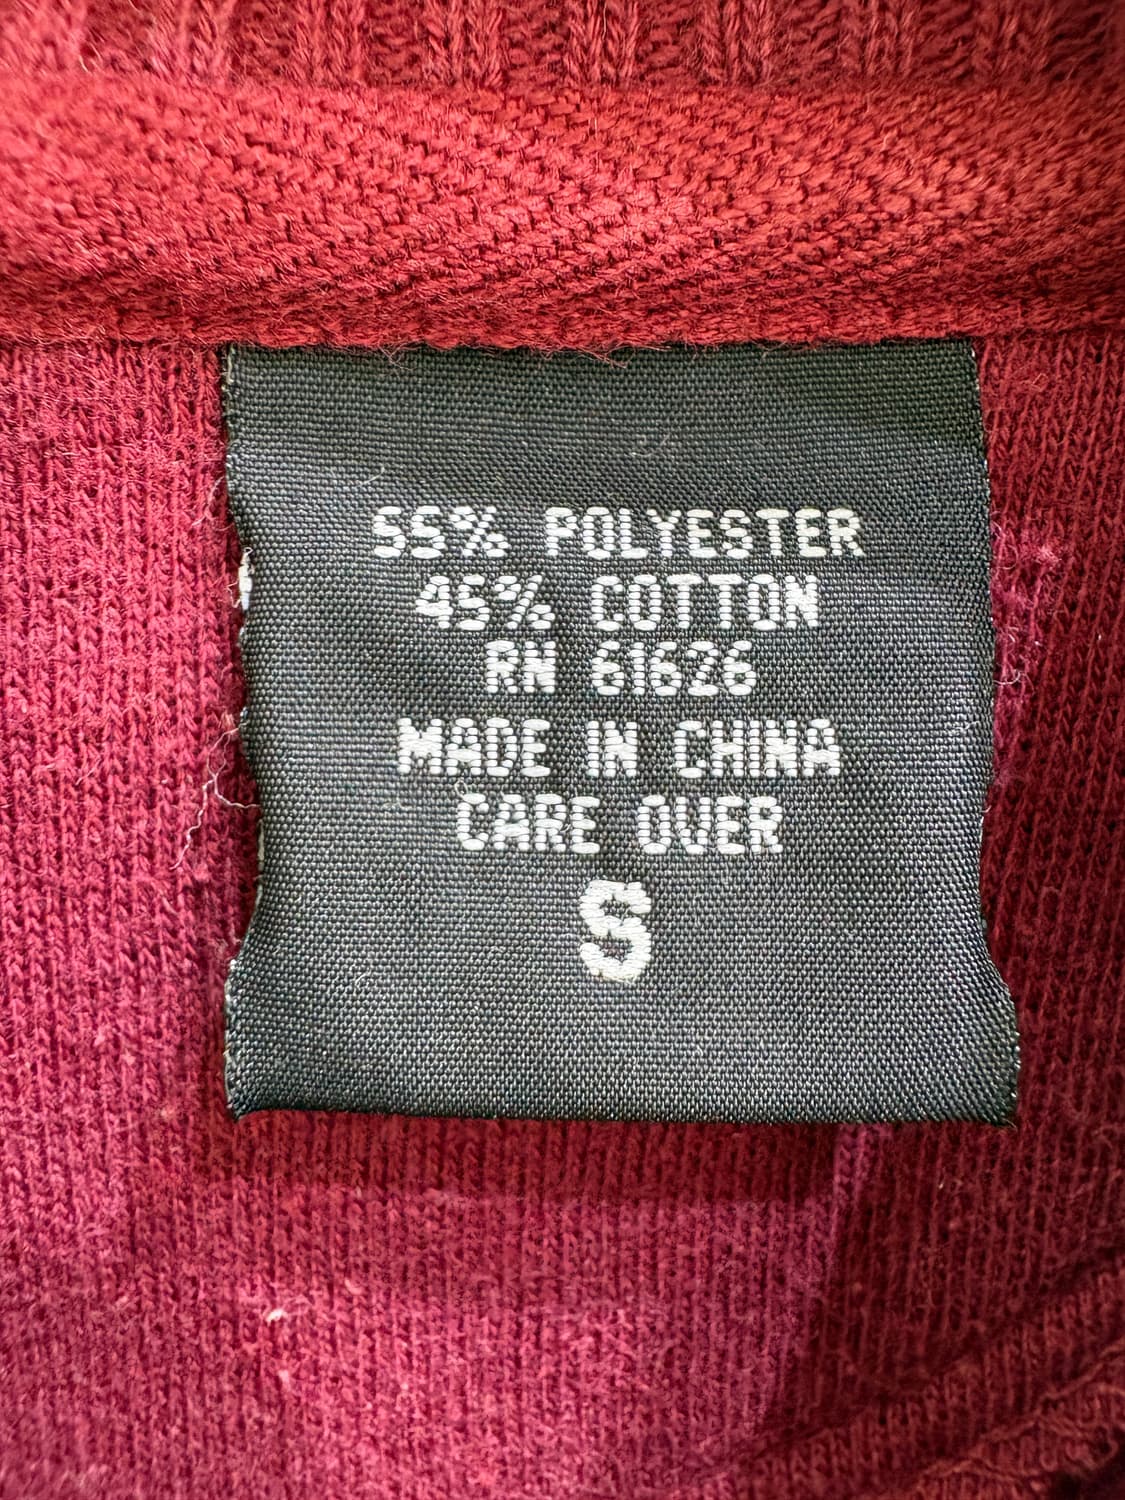 55% POLYESTER
45% COTTON
RN 61626
MADE IN CHINA
CARE OVER
S